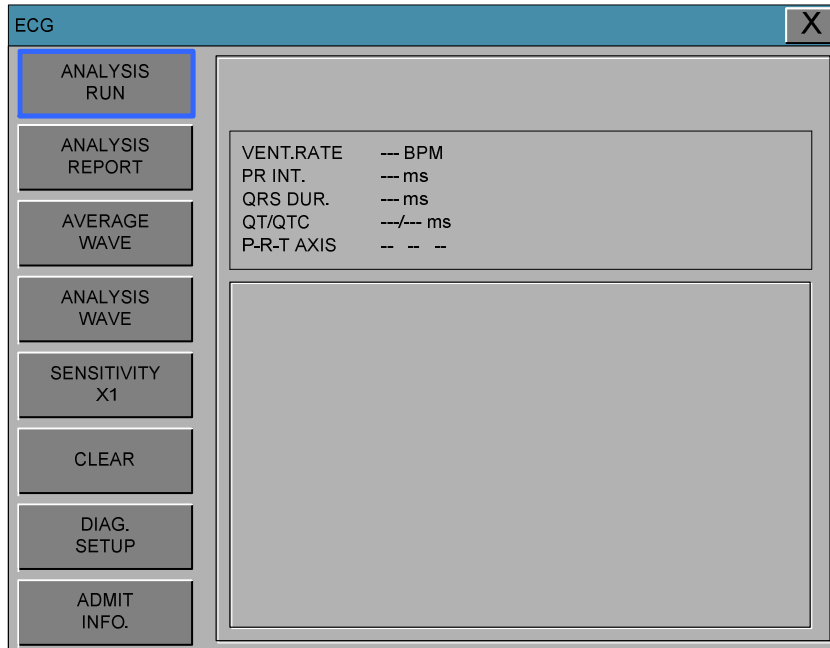 ECG
X
ANALYSIS
RUN
ANALYSIS
REPORT
AVERAGE
WAVE
ANALYSIS
WAVE
SENSITIVITY
X1
CLEAR
DIAG.
SETUP
ADMIT
INFO.
VENT.RATE --- BPM
PR INT. --- ms
QRS DUR. --- ms
QT/QTC ---/--- ms
P-R-T AXIS -- -- --